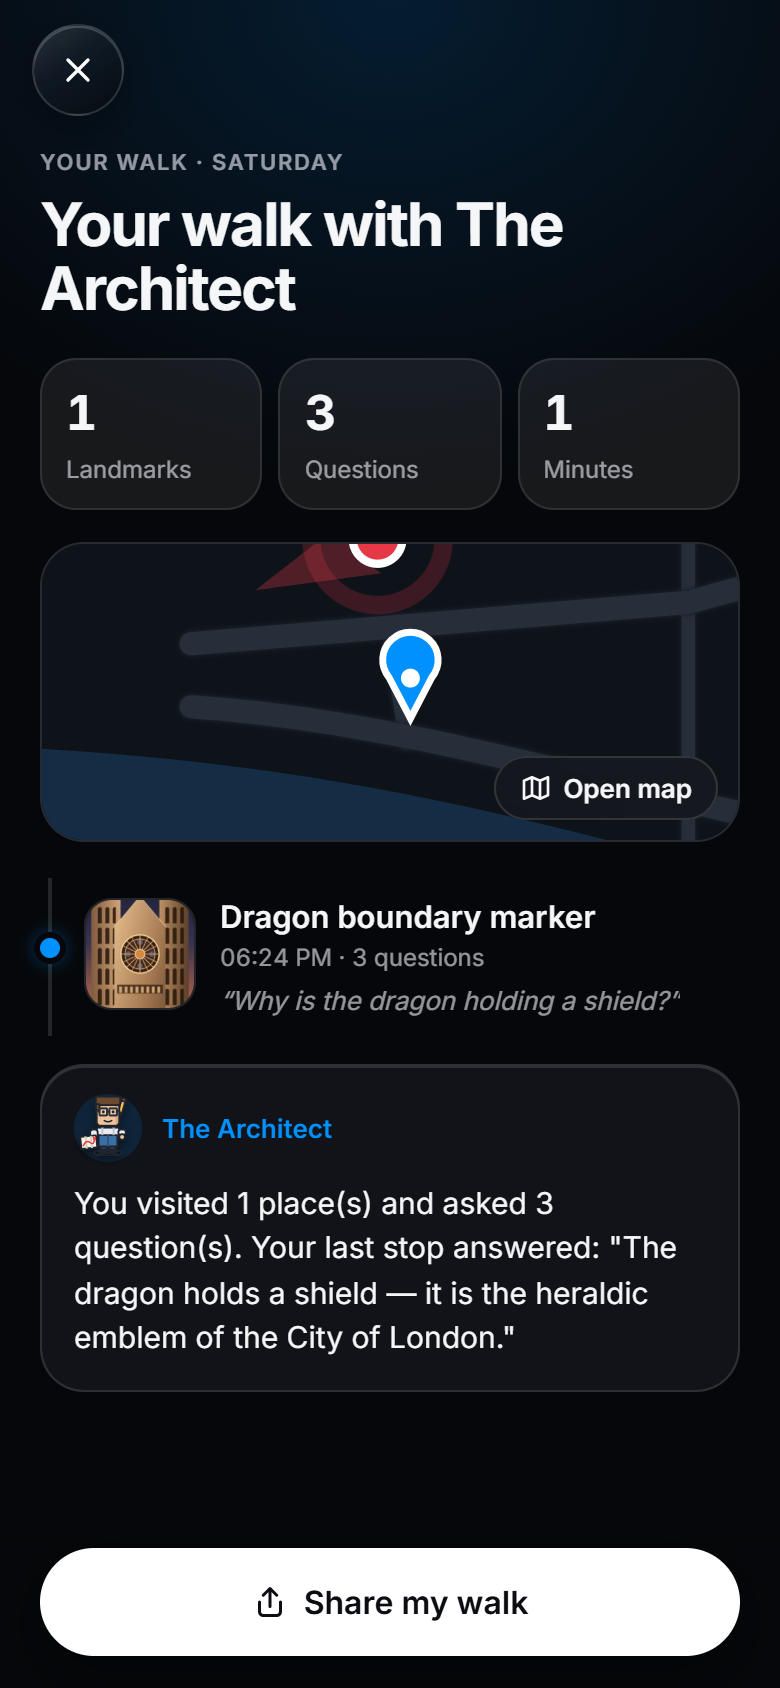 YOUR WALK · SATURDAY
Your walk with The
Architect
1
Landmarks
3
Questions
1
Minutes
Open map
Dragon boundary marker
06:24 PM · 3 questions
“Why is the dragon holding a shield?”
The Architect
You visited 1 place(s) and asked 3
question(s). Your last stop answered: "The
dragon holds a shield — it is the heraldic
emblem of the City of London."
Share my walk